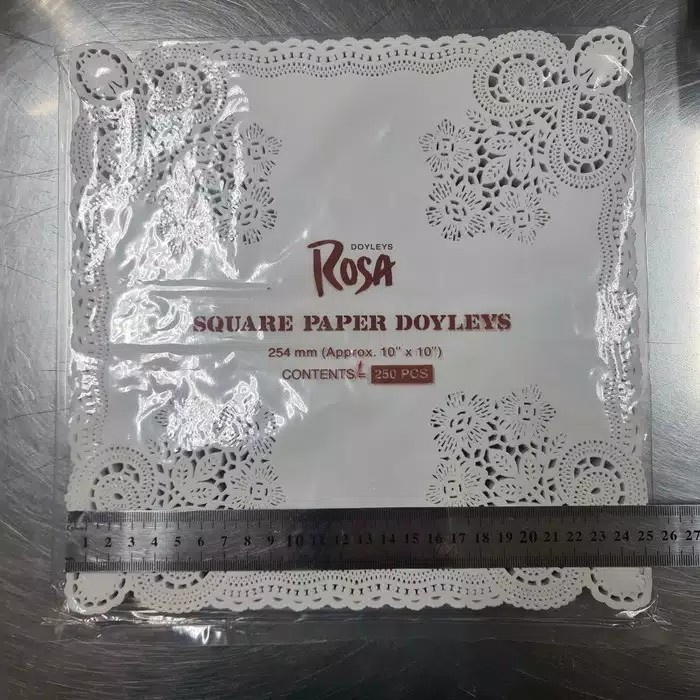 DOYLEYS
ROSA
SQUARE PAPER DOYLEYS
254 mm (Approx. 10" x 10")
CONTENTS: 250 PCS
1 2 3 4 5 6 7 8 9 10 11 12 13 14 15 16 17 18 19 20 21 22 23 24 25 26 27